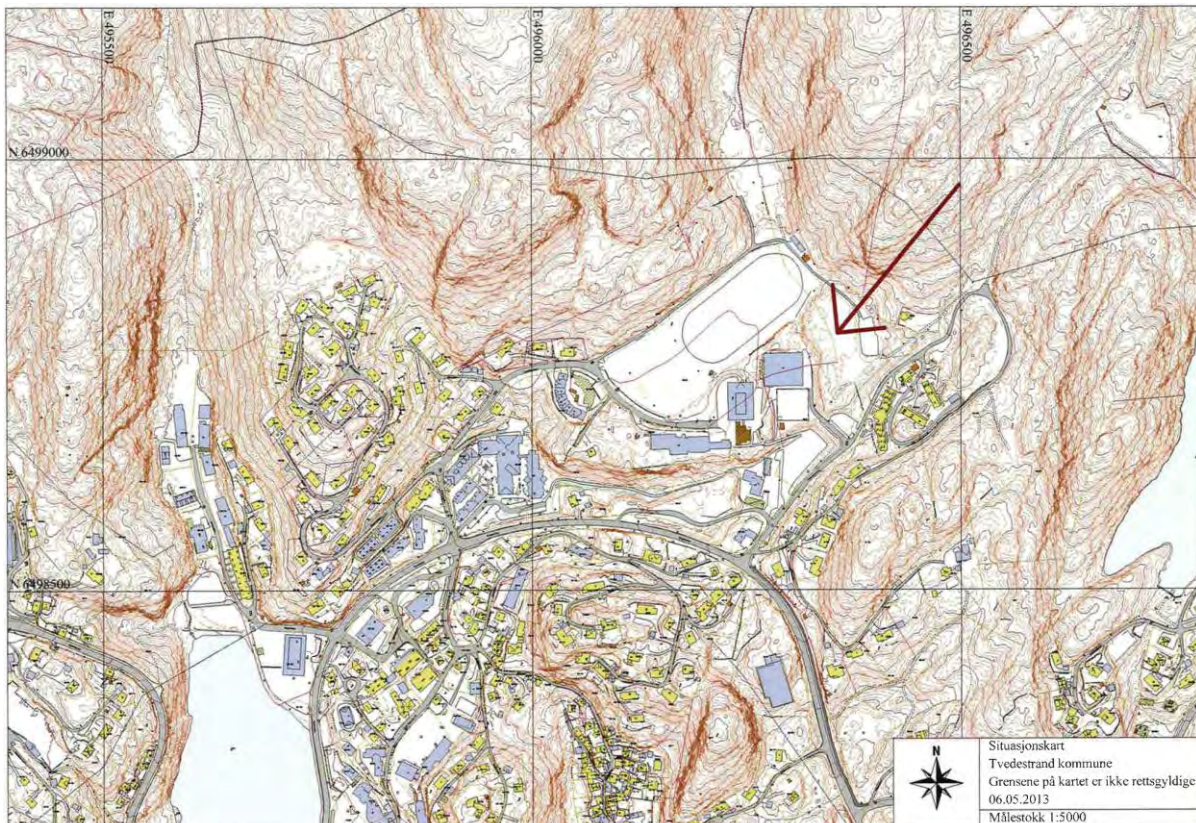 E 495500
E 496000
E 496500
N 6499000
N 6498500
N
Situasjonskart
Tvedestrand kommune
Grensene på kartet er ikke rettsgyldige
06.05.2013
Målestokk 1:5000